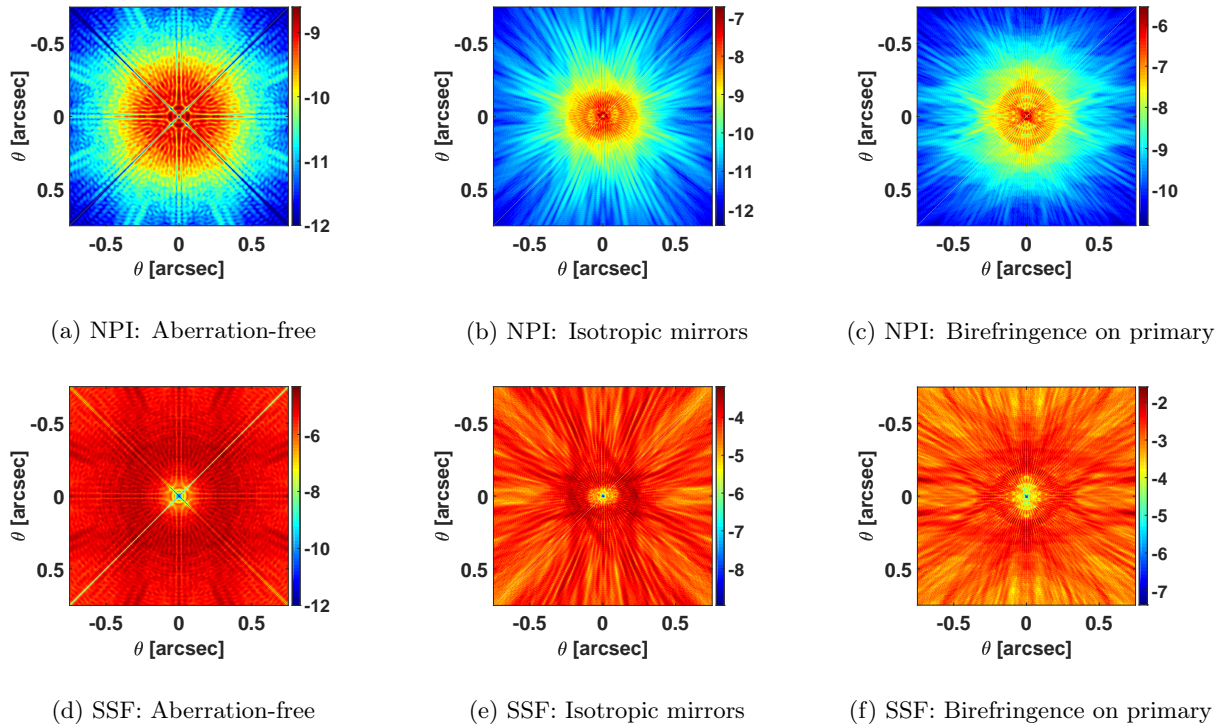 -0.5
0
0.5
θ [arcsec]
-0.5 0 0.5
θ [arcsec]
-9
-10
-11
-12
(a) NPI: Aberration-free
-0.5
0
0.5
θ [arcsec]
-0.5 0 0.5
θ [arcsec]
-7
-8
-9
-10
-11
-12
(b) NPI: Isotropic mirrors
-0.5
0
0.5
θ [arcsec]
-0.5 0 0.5
θ [arcsec]
-6
-7
-8
-9
-10
(c) NPI: Birefringence on primary
-0.5
0
0.5
θ [arcsec]
-0.5 0 0.5
θ [arcsec]
-6
-8
-10
-12
(d) SSF: Aberration-free
-0.5
0
0.5
θ [arcsec]
-0.5 0 0.5
θ [arcsec]
-4
-5
-6
-7
-8
(e) SSF: Isotropic mirrors
-0.5
0
0.5
θ [arcsec]
-0.5 0 0.5
θ [arcsec]
-2
-3
-4
-5
-6
-7
(f) SSF: Birefringence on primary